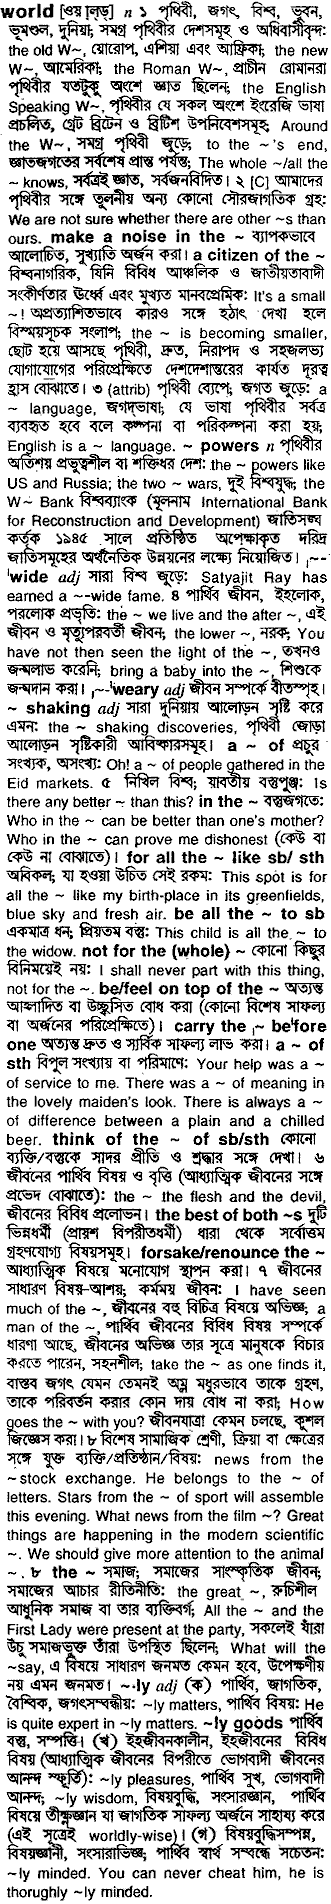 world [ওয়া্ল্ড্] n ১ পৃথিবী, জগৎ, বিশ্ব, ভুবন,
ভূমণ্ডল, দুনিয়া; সমগ্র পৃথিবীর দেশসমূহ ও অধিবাসীবৃন্দ:
the old W~, য়োরোপ, এশিয়া এবং আফ্রিকা; the new
W~, আমেরিকা; the Roman W~, প্রাচীন রোমানরা
পৃথিবীর যতটুকু অংশে জ্ঞাত ছিলেন; the English
Speaking W~, পৃথিবীর যে সকল অংশে ইংরেজি ভাষা
প্রচলিত, গ্রেট ব্রিটেন ও ব্রিটিশ উপনিবেশসমূহ; Around
the W~, সমগ্র পৃথিবী জুড়ে; to the ~'s end,
জ্ঞাতজগতের সর্বশেষ প্রান্ত পর্যন্ত; The whole ~/all the
~ knows, সর্বত্রই জ্ঞাত, সর্বজনবিদিত। ২ [C] আমাদের
পৃথিবীর সঙ্গে তুলনীয় অন্য কোনো সৌরজাগতিক গ্রহ:
We are not sure whether there are other ~s than
ours. make a noise in the ~ ব্যাপকভাবে
আলোচিত, সুখ্যাতি অর্জন করা। a citizen of the ~
বিশ্বনাগরিক, যিনি বিবিধ আঞ্চলিক ও জাতীয়তাবাদী
সংকীর্ণতার ঊর্ধ্বে এবং মুখ্যত মানবপ্রেমিক: It's a small
~! অপ্রত্যাশিতভাবে কারও সঙ্গে হঠাৎ দেখা হলে
বিস্ময়সূচক সংলাপ; the ~ is becoming smaller,
ছোট হয়ে আসছে পৃথিবী, দ্রুত, নিরাপদ ও সহজলভ্য
যোগাযোগের পরিপ্রেক্ষিতে দেশদেশান্তরের কার্যত দূরত্ব
হ্রাস বোঝাতে। ৩ (attrib) পৃথিবী ব্যেপে; জগত জুড়ে: a
~ language, জগদ্ভাষা; যে ভাষা পৃথিবীর সর্বত্র
ব্যবহৃত হবে বলে কল্পনা বা পরিকল্পনা করা হয়;
English is a ~ language. ~ powers n পৃথিবীর
অতিশয় প্রভুত্বশীল বা শক্তিধর দেশ: the ~ powers like
US and Russia; the two ~ wars, দুই বিশ্বযুদ্ধ; the
W~ Bank বিশ্বব্যাংক (মূলনাম International Bank
for Reconstruction and Development) জাতিসঙ্ঘ
কর্তৃক ১৯৪৫ সালে প্রতিষ্ঠিত অপেক্ষাকৃত দরিদ্র
জাতিসমূহের অর্থনৈতিক উন্নয়নের লক্ষ্যে নিয়োজিত। ˌ~-
ˈwide adj সারা বিশ্ব জুড়ে: Satyajit Ray has
earned a ~-wide fame. ৪ পার্থিব জীবন, ইহলোক,
পরলোক প্রভৃতি: the ~ we live and the after ~, এই
জীবন ও মৃত্যুপরবর্তী জীবন; the lower ~, নরক; You
have not then seen the light of the ~, তখনও
জন্মলাভ করেনি; bring a baby into the ~, শিশুকে
জন্মদান করা। ˌ~-ˈweary adj জীবন সম্পর্কে বীতস্পৃহ।
~ shaking adj সারা দুনিয়ায় আলোড়ন সৃষ্টি করে
এমন: the ~ shaking discoveries, পৃথিবী জোড়া
আলোড়ন সৃষ্টিকারী আবিষ্কারসমূহ। a ~ of প্রচুর
সংখ্যক, অসংখ্য: Oh! a ~ of people gathered in the
Eid markets. ৫ নিখিল বিশ্ব; যাবতীয় বস্তুপুঞ্জ: Is
there any better ~ than this? in the ~ বস্তুজগতে:
Who in the ~ can be better than one's mother?
Who in the ~ can prove me dishonest (কেউ বা
কেউ না বোঝাতে)। for all the ~ like sb/ sth
অবিকল; যা হওয়া উচিত সেই রকম: This spot is for
all the ~ like my birth-place in its greenfields,
blue sky and fresh air. be all the ~ to sb
একমাত্র ধন; প্রিয়তম বস্তু: This child is all the ~ to
the widow. not for the (whole) ~ কোনো কিছুর
বিনিময়েই নয়: I shall never part with this thing,
not for the ~. be/feel on top of the ~ অত্যন্ত
আহ্লাদিত বা উচ্ছ্বসিত বোধ করা (কোনো বিশেষ সাফল্য
বা অর্জনের পরিপ্রেক্ষিতে)। carry the ˌ~ beˈfore
one অত্যন্ত দ্রুত ও সার্বিক সাফল্য লাভ করা। a ~ of
sth বিপুল সংখ্যায় বা পরিমাণে: Your help was a ~
of service to me. There was a ~ of meaning in
the lovely maiden's look. There is always a ~
of difference between a plain and a chilled
beer. think of the ~ of sb/sth কোনো
ব্যক্তি/বস্তুকে সাদর প্রীতি ও শ্রদ্ধার সঙ্গে দেখা। ৬
জীবনের পার্থিব বিষয় ও বৃত্তি (আধ্যাত্মিক জীবনের সঙ্গে
প্রভেদ বোঝাতে): the ~ the flesh and the devil,
জীবনের বিবিধ প্রলোভন। the best of both ~s দুটি
ভিন্নধর্মী (প্রায়শ বিপরীতধর্মী) ধারা থেকে সর্বোত্তম
গ্রহণযোগ্য বিষয়সমূহ। forsake/renounce the ~
আধ্যাত্মিক বিষয়ে মনোযোগ স্থাপন করা। ৭ জীবনের
সাধারণ বিষয়-আশয়; কর্মময় জীবন: I have seen
much of the ~, জীবনের বহু বিচিত্র বিষয়ে অভিজ্ঞ; a
man of the ~, পার্থিব জীবনের বিবিধ বিষয় সম্পর্কে
ধারণা আছে, জীবনের অভিজ্ঞতার সূত্রে মানুষকে বিচার
করতে পারেন, সহনশীল; take the ~ as one finds it,
বাস্তব জগৎ যেমন তেমনই অম্ল মধুরভাবে তাকে গ্রহণ,
তাকে পরিবর্তন করার কোন দায় বোধ না করা; How
goes the ~ with you? জীবনযাত্রা কেমন চলছে, কুশল
জিজ্ঞেস করা। ৮ বিশেষ সামাজিক শ্রেণী, ক্রিয়া বা ক্ষেত্রের
সঙ্গে যুক্ত ব্যক্তি/প্রতিষ্ঠান/বিষয়: news from the
~ stock exchange. He belongs to the ~ of
letters. Stars from the ~ of sport will assemble
this evening. What news from the film ~? Great
things are happening in the modern scientific
~. We should give more attention to the animal
~. ৮ the ~ সমাজ; সমাজের সাংস্কৃতিক জীবন;
সমাজের আচার রীতিনীতি: the great ~, রুচিশীল
আধুনিক সমাজ বা তার ব্যক্তিবর্গ; All the ~ and the
First Lady were present at the party, সকলেই যাঁরা
উঁচু সমাজভুক্ত তাঁরা উপস্থিত ছিলেন; What will the
~ say, এ বিষয়ে সাধারণ জনমত কেমন হবে, উপেক্ষণীয়
নয় এমন জনমত। ~·ly adj (ক) পার্থিব, জাগতিক,
বৈশ্বিক, জগৎসম্বন্ধীয়: ~ly matters, পার্থিব বিষয়: He
is quite expert in ~ly matters. ~ly goods পার্থিব
বস্তু, সম্পত্তি। (খ) ইহজীবনকালীন, ইহজীবনের বিবিধ
বিষয় (আধ্যাত্মিক জীবনের বিপরীতে ভোগবাদী জীবনের
আনন্দ স্ফূর্তি): ~ly pleasures, পার্থিব সুখ, ভোগবাদী
আনন্দ; ~ly wisdom, বিষয়বুদ্ধি, সংসারজ্ঞান, পার্থিব
বিষয়ে তীক্ষ্ণজ্ঞান যা জাগতিক সাফল্য অর্জনে সাহায্য করে
(এই সূত্রেই worldly-wise)। (গ) বিষয়বুদ্ধিসম্পন্ন,
বিষয়জ্ঞানী, সংসারাভিজ্ঞ; পার্থিব স্বার্থ সম্বন্ধে সচেতন:
~ly minded. You can never cheat him, he is
thorughly ~ly minded.